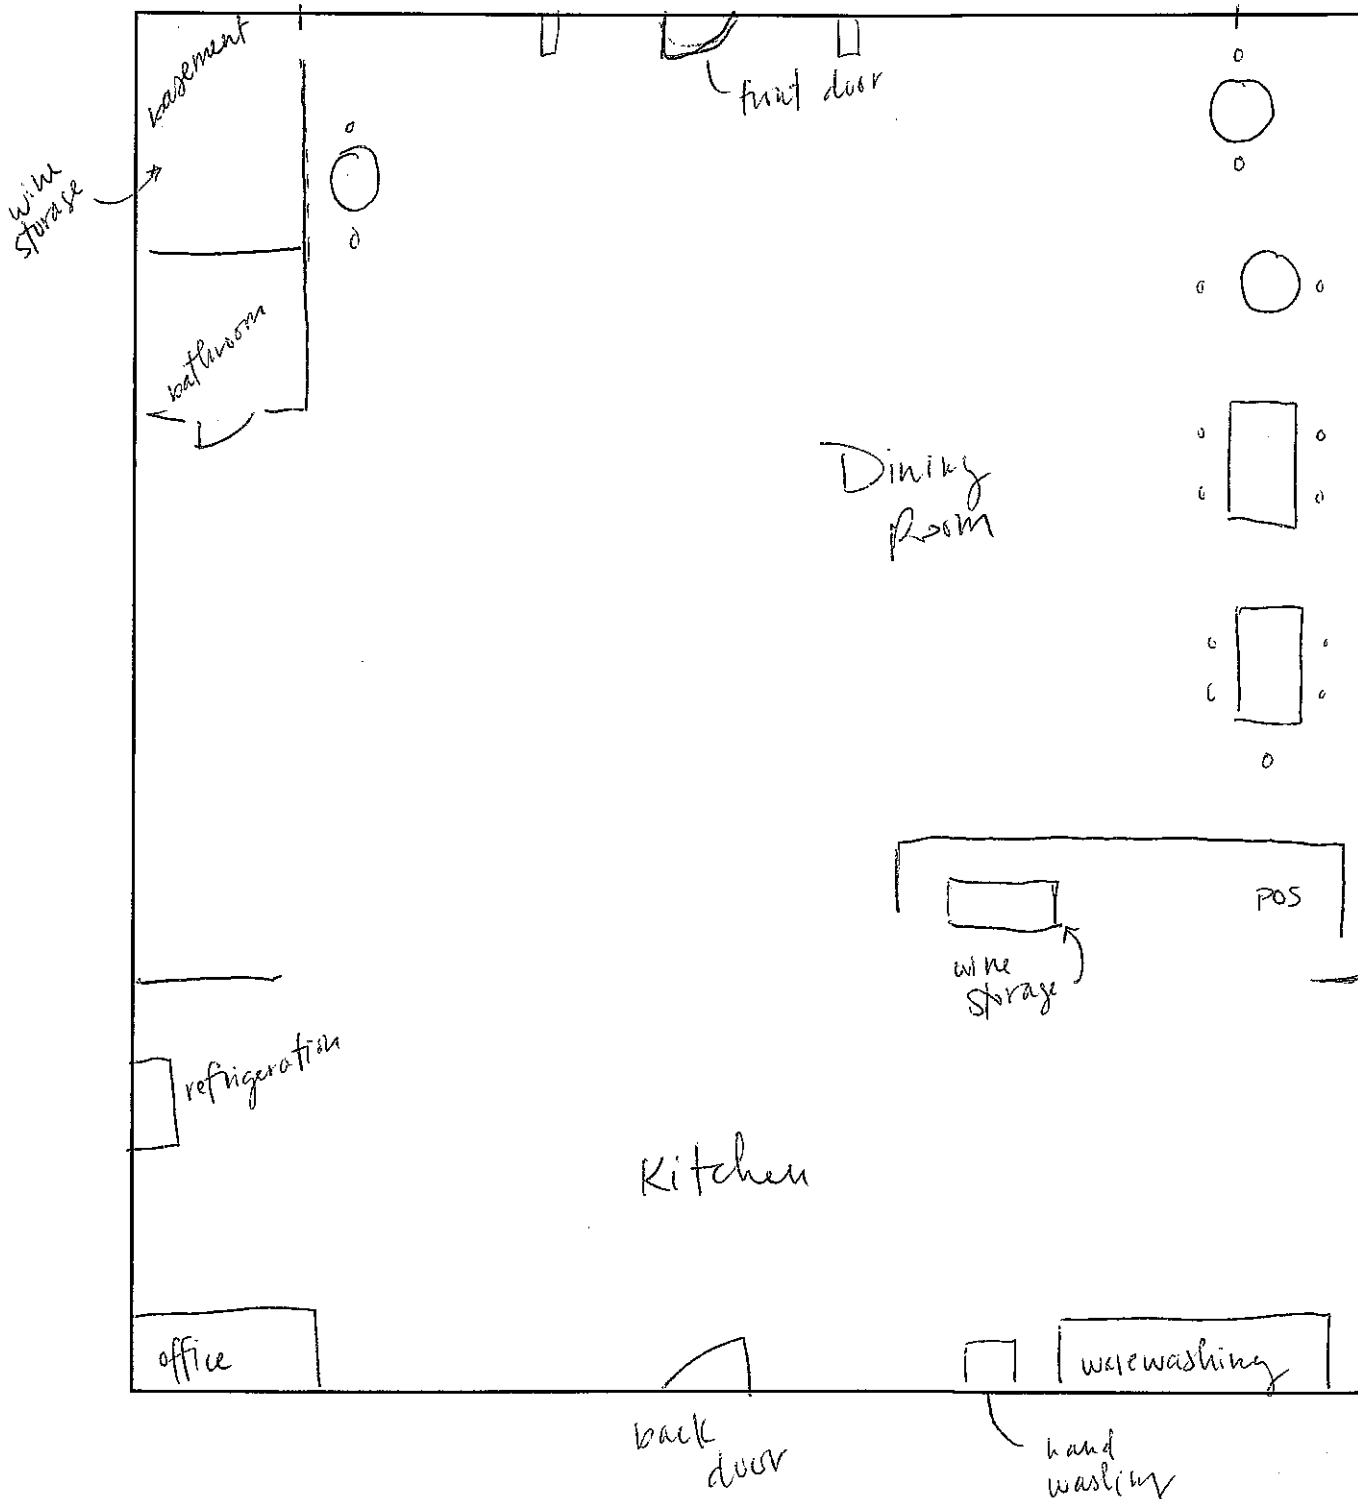 basement
front door
wine
storage
bathroom
Dining
Room
POS
wine
storage
refrigeration
Kitchen
office
warewashing
back
door
hand
washing